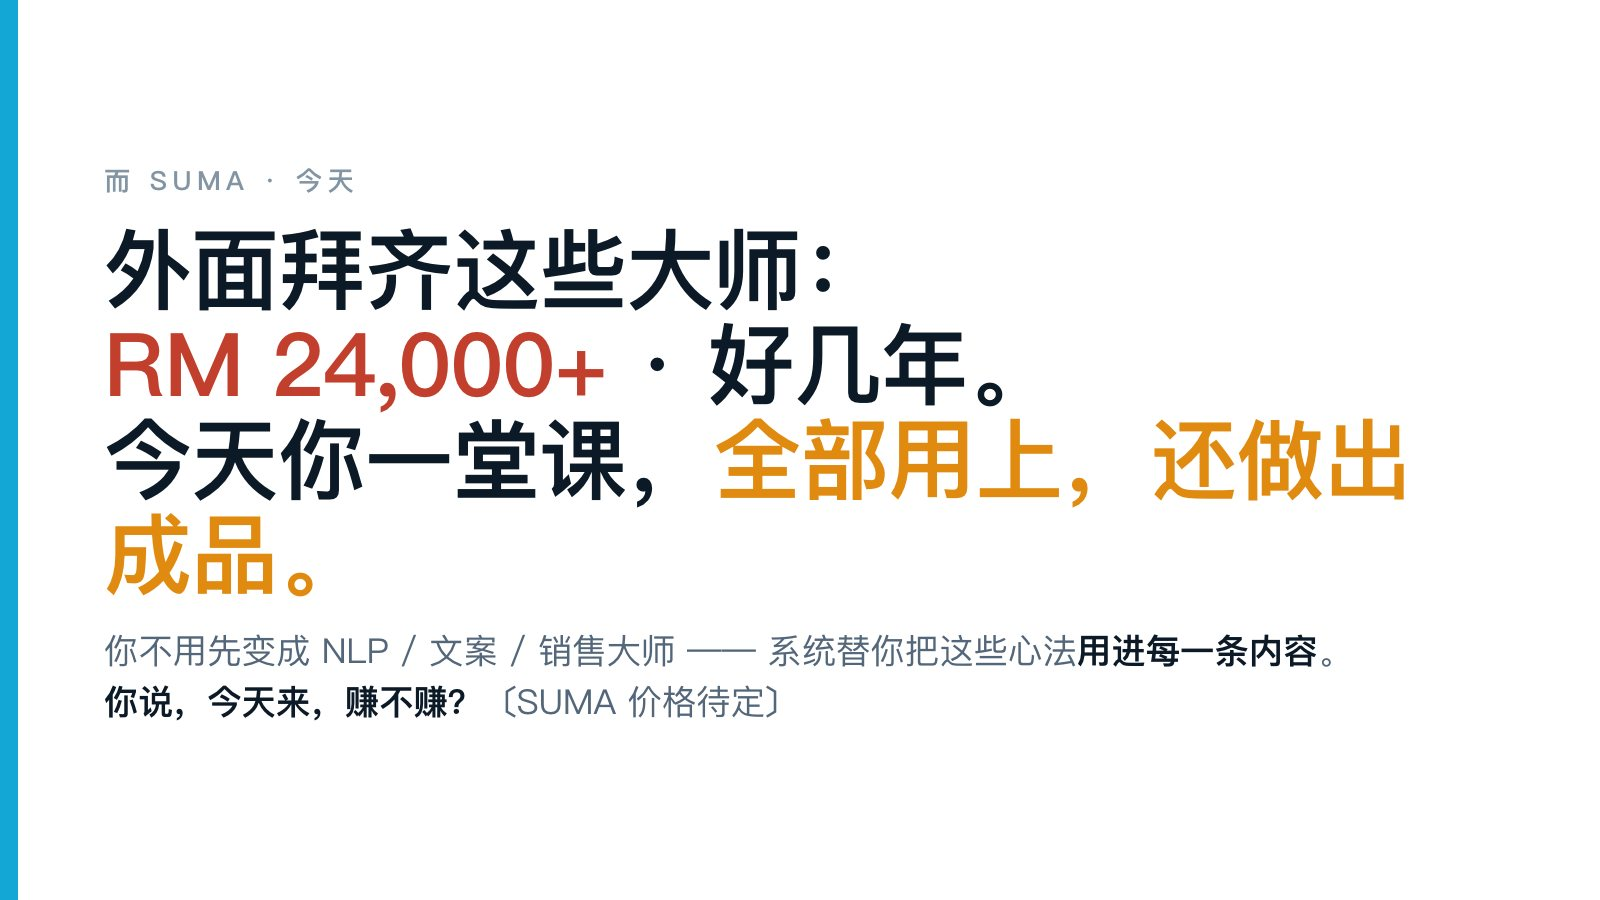 而 SUMA · 今天
外面拜齐这些大师：
RM 24,000+ · 好几年。
今天你一堂课，全部用上，还做出
成品。
你不用先变成 NLP / 文案 / 销售大师 —— 系统替你把这些心法用进每一条内容。
你说，今天来，赚不赚？〔SUMA 价格待定〕